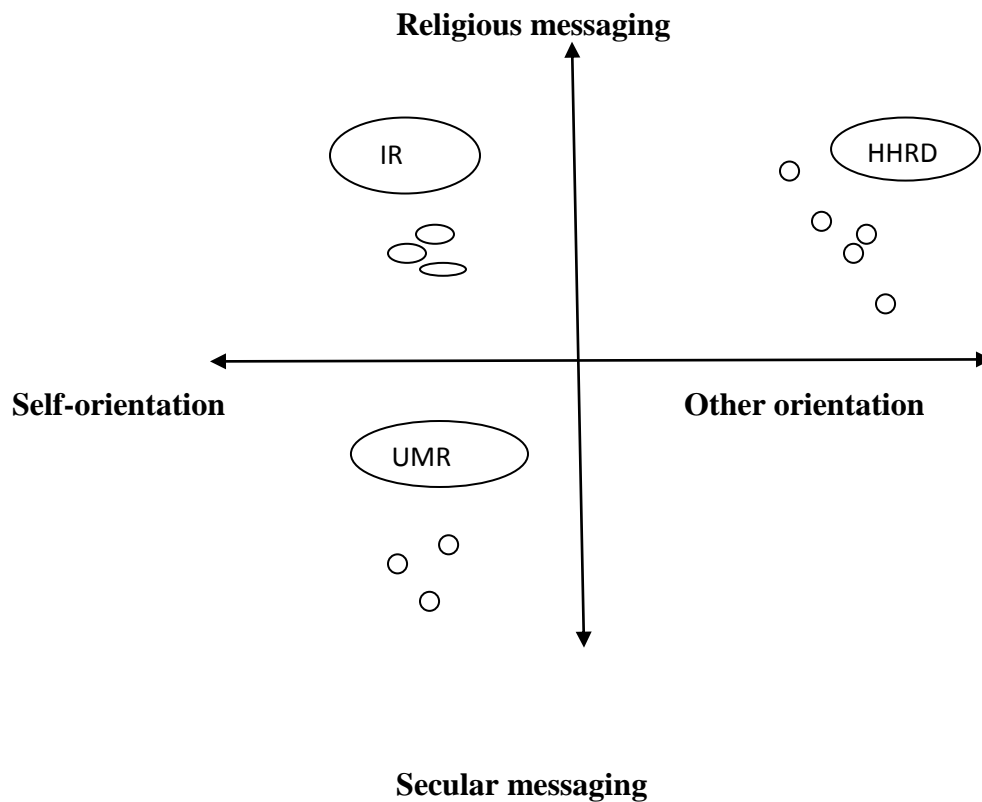 Religious messaging
IR
HHRD
Self-orientation
Other orientation
UMR
Secular messaging